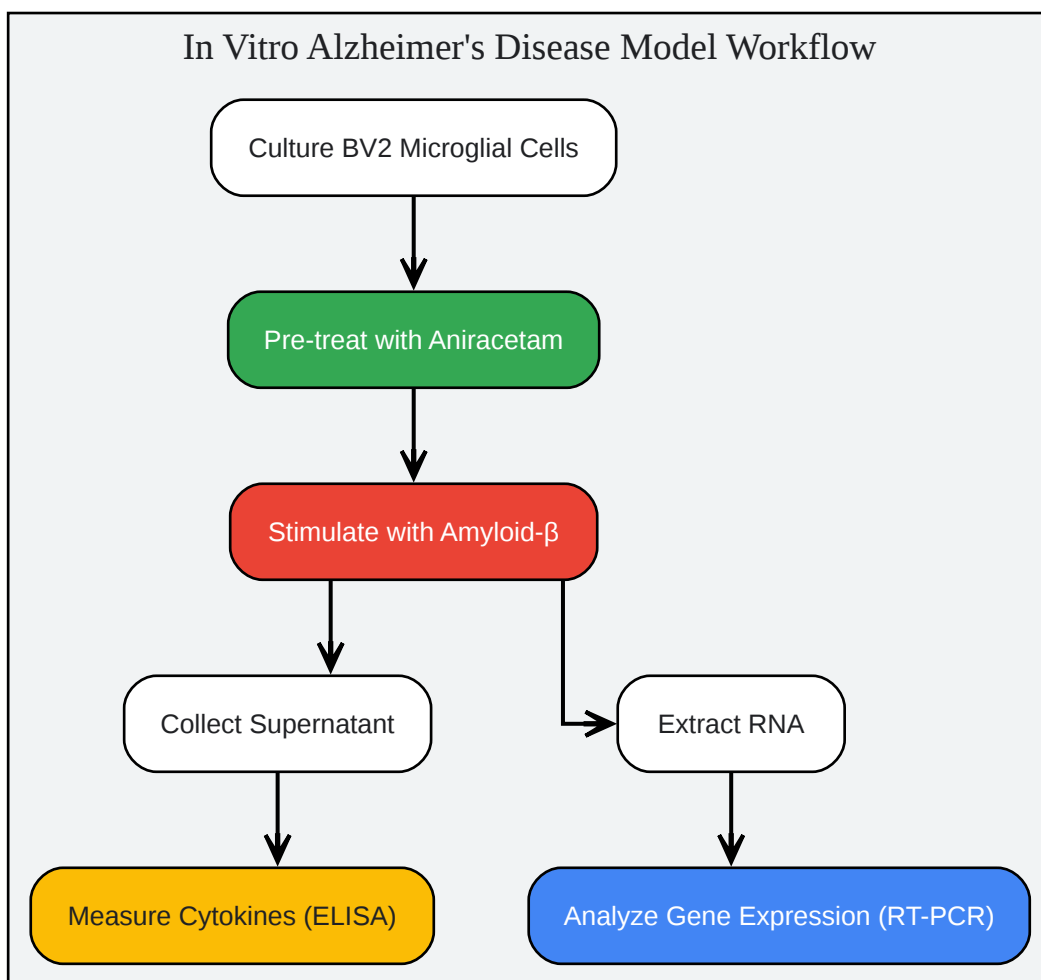 In Vitro Alzheimer's Disease Model Workflow
Culture BV2 Microglial Cells
Pre-treat with Aniracetam
Stimulate with Amyloid-β
Collect Supernatant
Extract RNA
Measure Cytokines (ELISA)
Analyze Gene Expression (RT-PCR)